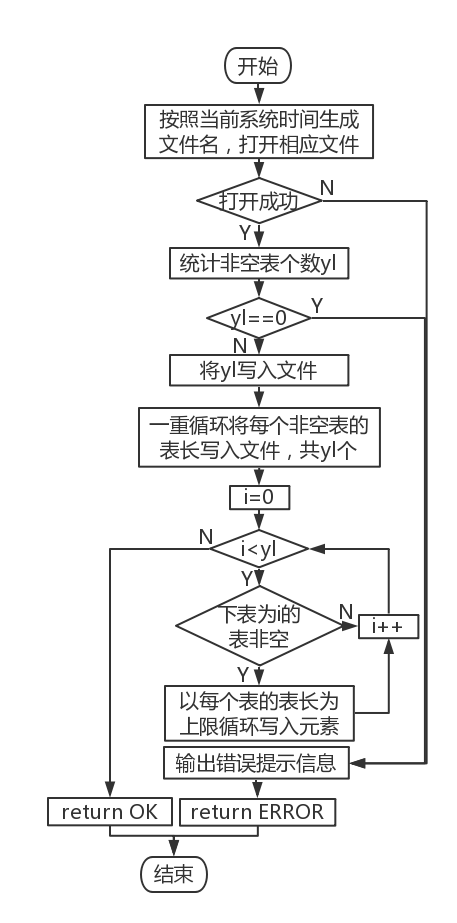 开始
按照当前系统时间生成
文件名，打开相应文件
打开成功
N
Y
统计非空表个数yl
yl==0
Y
N
将yl写入文件
一重循环将每个非空表的
表长写入文件，共yl个
i=0
i<yl
N
Y
下表为i的
表非空
N
i++
Y
以每个表的表长为
上限循环写入元素
输出错误提示信息
return OK
return ERROR
结束